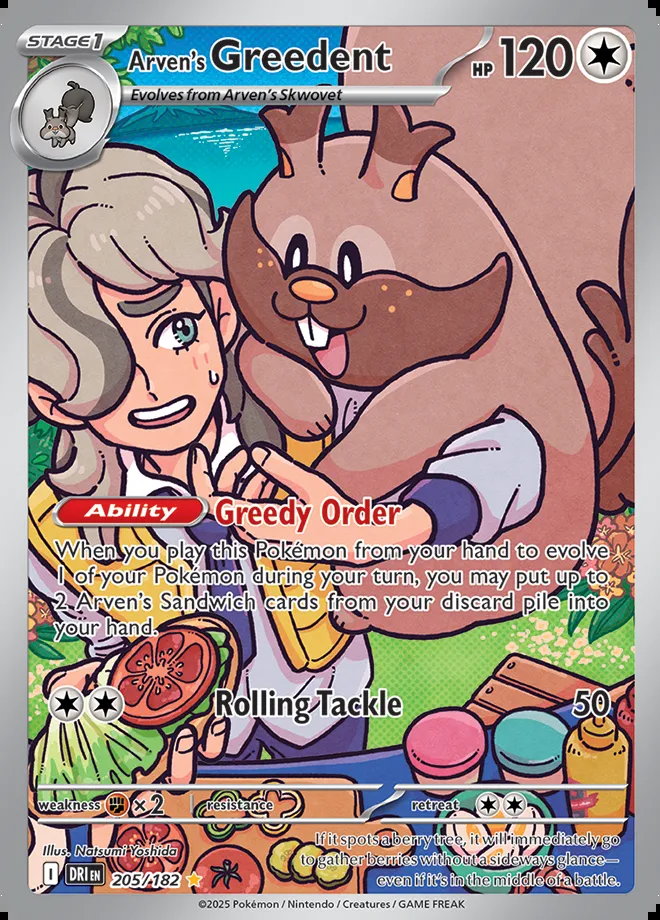 STAGE 1
Arven's Greedent
HP 120
Evolves from Arven's Skwovet
Ability Greedy Order
When you play this Pokémon from your hand to evolve
1 of your Pokémon during your turn, you may put up to
2 Arven's Sandwich cards from your discard pile into
your hand.
Rolling Tackle 50
weakness ×2 resistance retreat
Illus. Natsumi Yoshida
I DRI EN 205/182
If it spots a berry tree, it will immediately go
to gather berries without a sideways glance—
even if it's in the middle of a battle.
©2025 Pokémon / Nintendo / Creatures / GAME FREAK